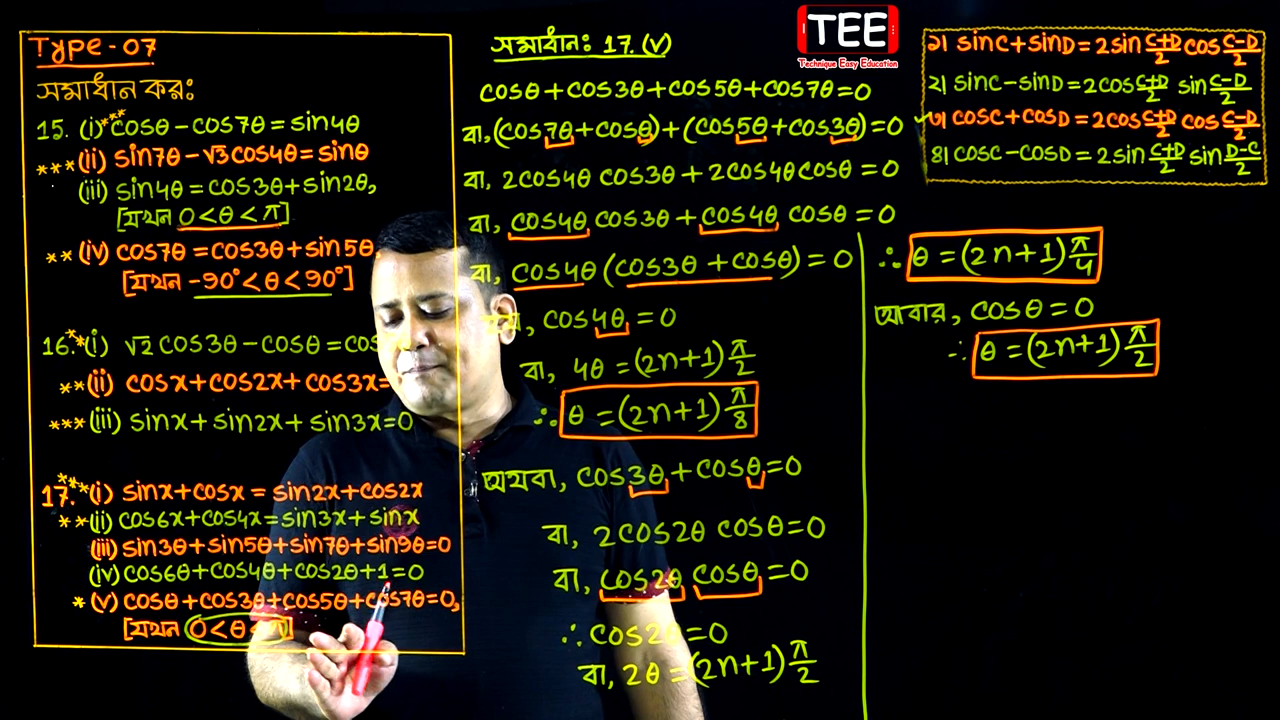 Type-07
সমাধান করঃ
15. (i)*** cosθ-cos7θ=sin4θ
***(ii) sin7θ-√3cos4θ=sinθ
(iii) sin4θ=cos3θ+sin2θ,
[যখন 0<θ<π]
**(iv) cos7θ=cos3θ+sin5θ
[যখন -90°<θ<90°]
16.**(i) √2 cos3θ-cosθ=cos
**(ii) cosx+cos2x+cos3x=
***(iii) sinx+sin2x+sin3x=0
17.***(i) sinx+cosx=sin2x+cos2x
**(ii) cos6x+cos4x=sin3x+sinx
(iii) sin3θ+sin5θ+sin7θ+sin9θ=0
(iv) cos6θ+cos4θ+cos2θ+1=0
*(v) cosθ+cos3θ+cos5θ+cos7θ=0,
[যখন 0<θ<π]
সমাধানঃ 17.(v)
cosθ+cos3θ+cos5θ+cos7θ=0
বা, (cos7θ+cosθ)+(cos5θ+cos3θ)=0
বা, 2cos4θ cos3θ+2cos4θcosθ=0
বা, cos4θ cos3θ+cos4θ cosθ=0
বা, cos4θ(cos3θ+cosθ)=0
, cos4θ=0
বা, 4θ=(2n+1)π/2
∴ θ=(2n+1)π/8
অথবা, cos3θ+cosθ=0
বা, 2cos2θ cosθ=0
বা, cos2θ cosθ=0
∴cos2θ=0
বা, 2θ=(2n+1)π/2
TEE
Technique Easy Education
১। sinC+sinD=2sin C+D/2 cos C-D/2
২। sinC-sinD=2cos C+D/2 sin C-D/2
৩। cosC+cosD=2cos C+D/2 cos C-D/2
৪। cosC-cosD=2sin C+D/2 sin D-C/2
∴ θ=(2n+1)π/4
আবার, cosθ=0
∴ θ=(2n+1)π/2